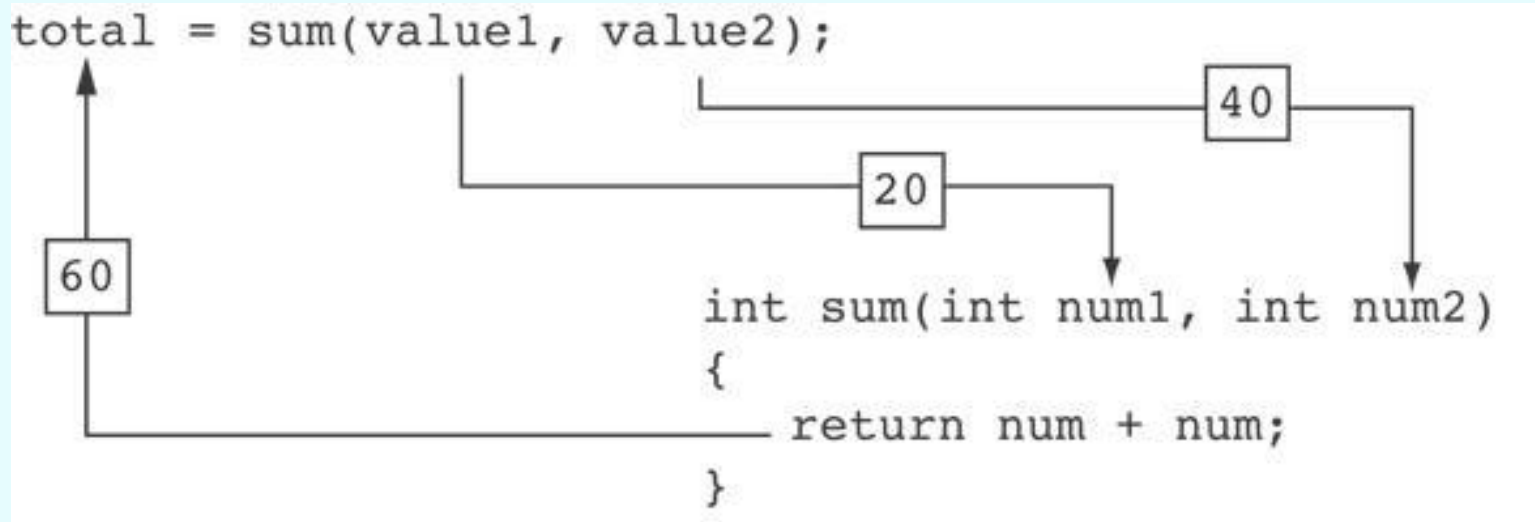 total = sum(value1, value2);
40
20
60
int sum(int num1, int num2)
{
return num + num;
}